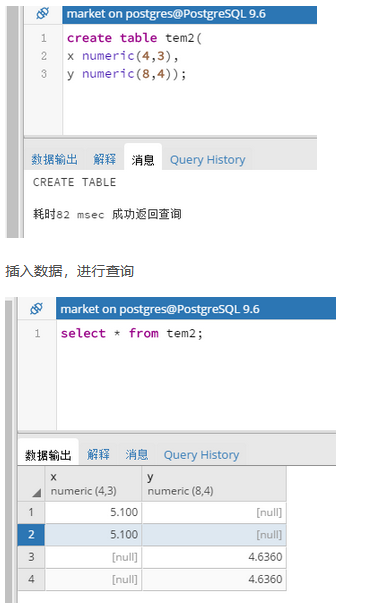 market on postgres@PostgreSQL 9.6
1 create table tem2(
2 x numeric(4,3),
3 y numeric(8,4));
数据输出 解释 消息 Query History
CREATE TABLE
耗时82 msec 成功返回查询
插入数据，进行查询
market on postgres@PostgreSQL 9.6
1 select * from tem2;
数据输出 解释 消息 Query History
x y
numeric (4,3) numeric (8,4)
1 5.100 [null]
2 5.100 [null]
3 [null] 4.6360
4 [null] 4.6360